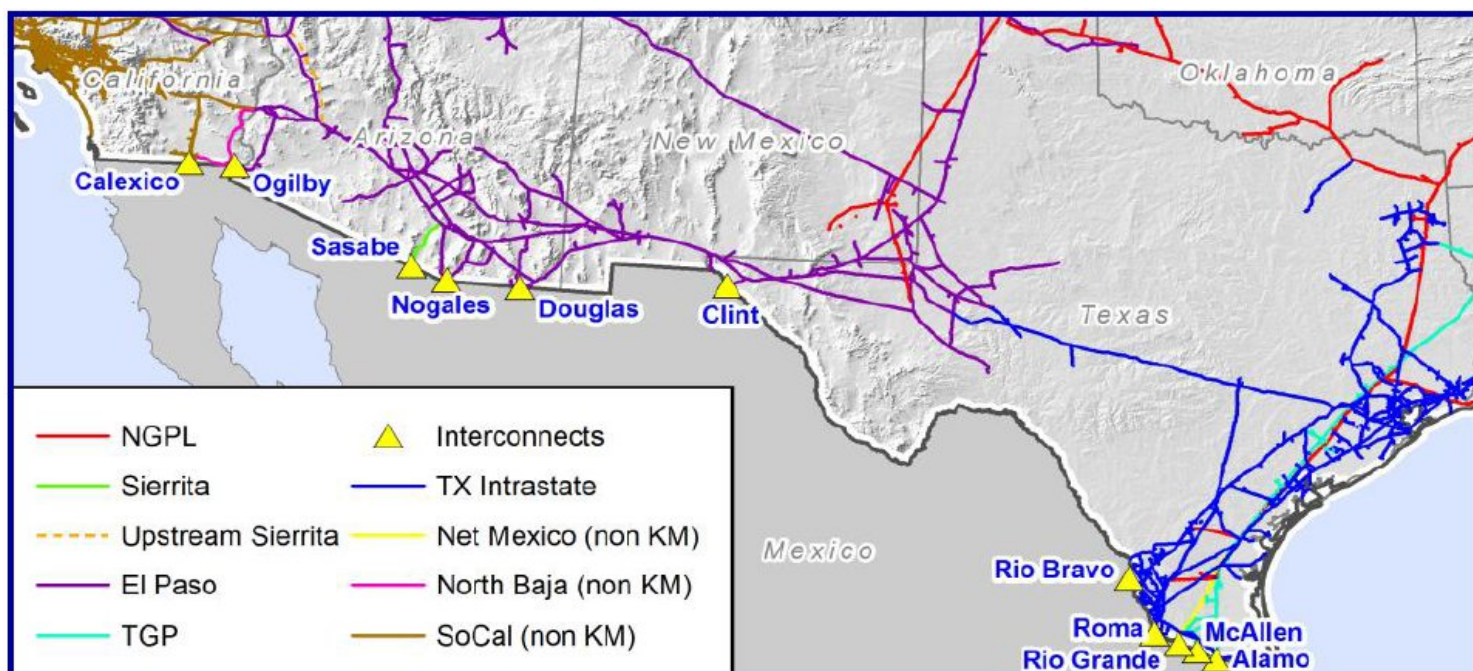 California
Oklahoma
Arizona
New Mexico
Calexico
Ogilby
Sasabe
Nogales
Douglas
Clint
Texas
NGPL
Interconnects
Sierrita
TX Intrastate
Upstream Sierrita
Net Mexico (non KM)
El Paso
North Baja (non KM)
TGP
SoCal (non KM)
Mexico
Rio Bravo
Roma
McAllen
Rio Grande
Alamo